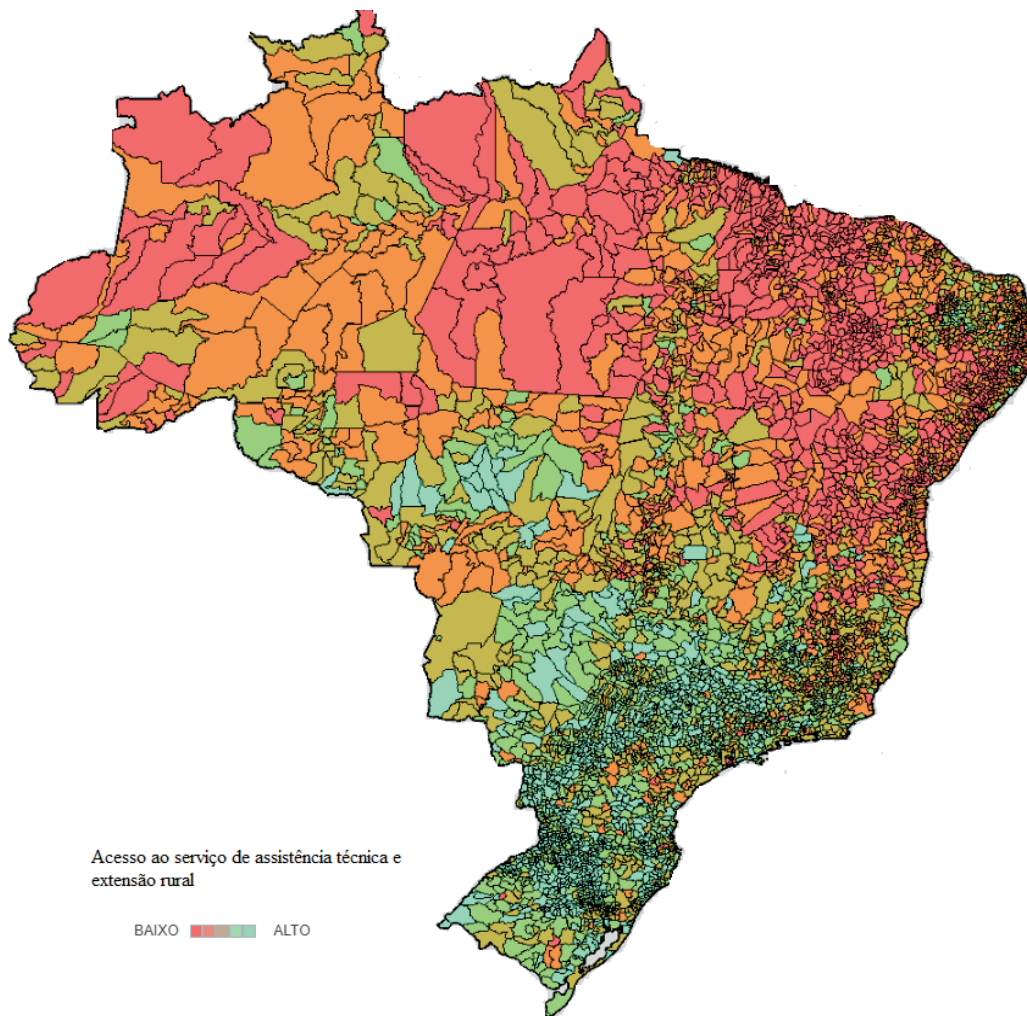 Acesso ao serviço de assistência técnica e
extensão rural
BAIXO ALTO